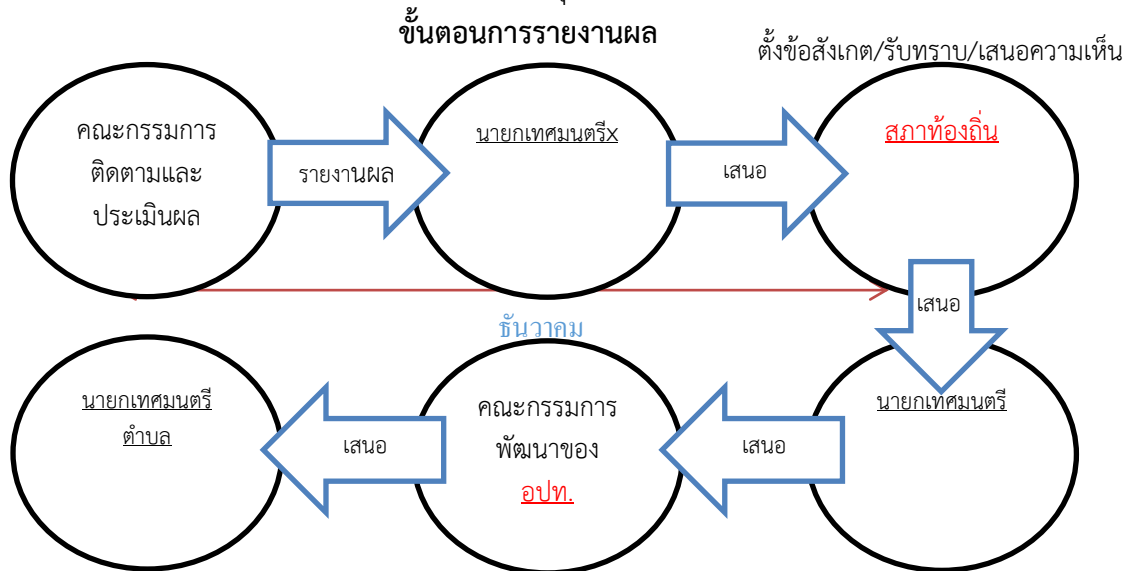 ขั้นตอนการรายงานผล
ตั้งข้อสังเกต/รับทราบ/เสนอความเห็น
คณะกรรมการ
ติดตามและ
ประเมินผล
รายงานผล
นายกเทศมนตรีx
เสนอ
สภาท้องถิ่น
เสนอ
ธันวาคม
นายกเทศมนตรี
เสนอ
คณะกรรมการ
พัฒนาของ
อปท.
เสนอ
นายกเทศมนตรี
ตำบล